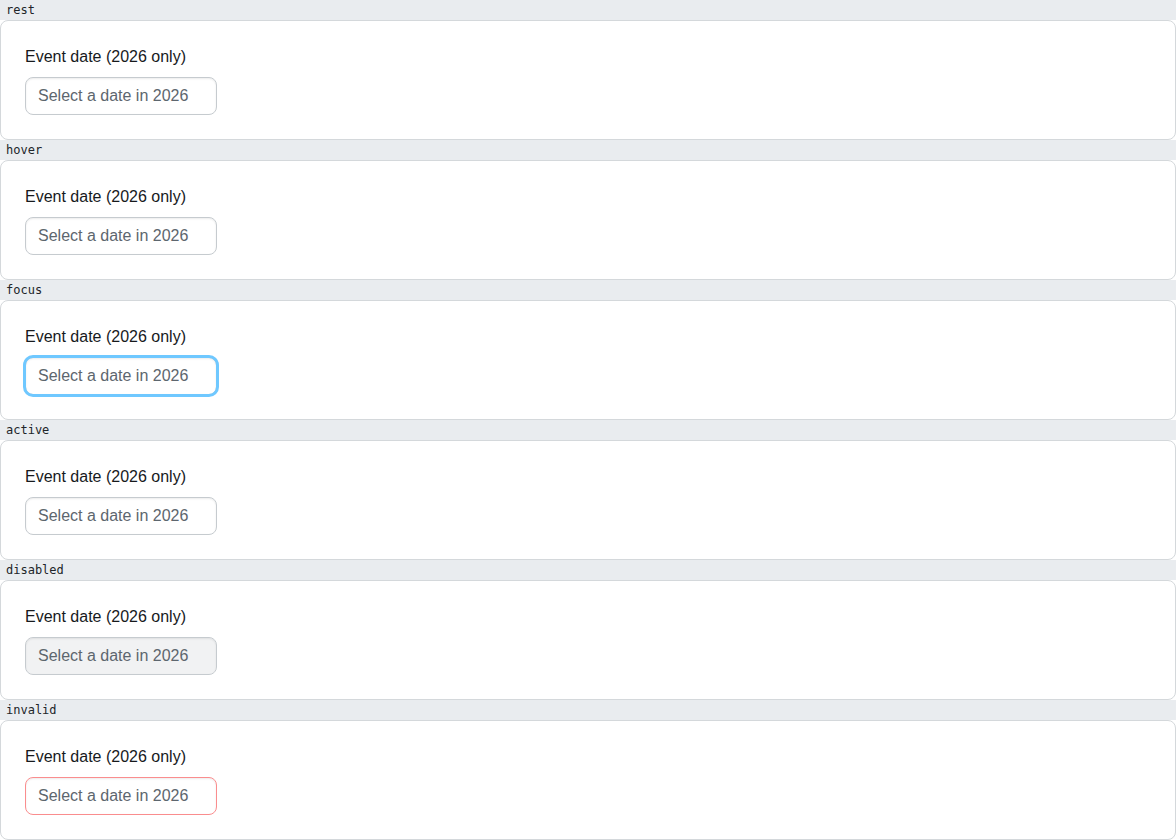 rest
Event date (2026 only)
Select a date in 2026
hover
Event date (2026 only)
Select a date in 2026
focus
Event date (2026 only)
Select a date in 2026
active
Event date (2026 only)
Select a date in 2026
disabled
Event date (2026 only)
Select a date in 2026
invalid
Event date (2026 only)
Select a date in 2026